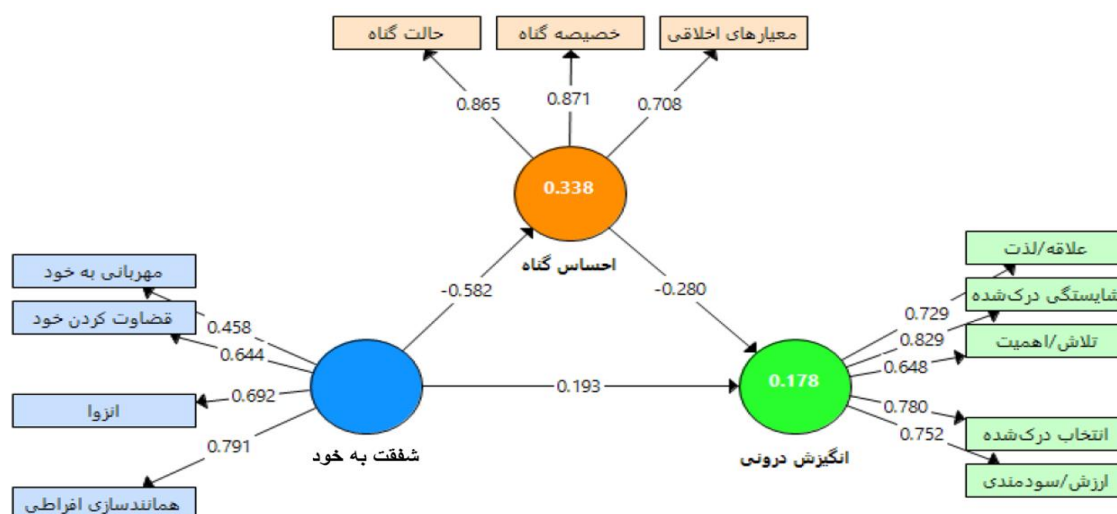 معیارهای اخلاقی
خصیصه گناه
حالت گناه
0.865
0.871
0.708
0.338
احساس گناه
-0.582
-0.280
مهربانی به خود
قضاوت کردن خود
انزوا
همانندسازی افراطی
0.458
0.644
0.692
0.791
شفقت به خود
0.193
0.178
انگیزش درونی
0.729
0.829
0.648
0.780
0.752
علاقه/لذت
شایستگی درک‌شده
تلاش/اهمیت
انتخاب درک‌شده
ارزش/سودمندی